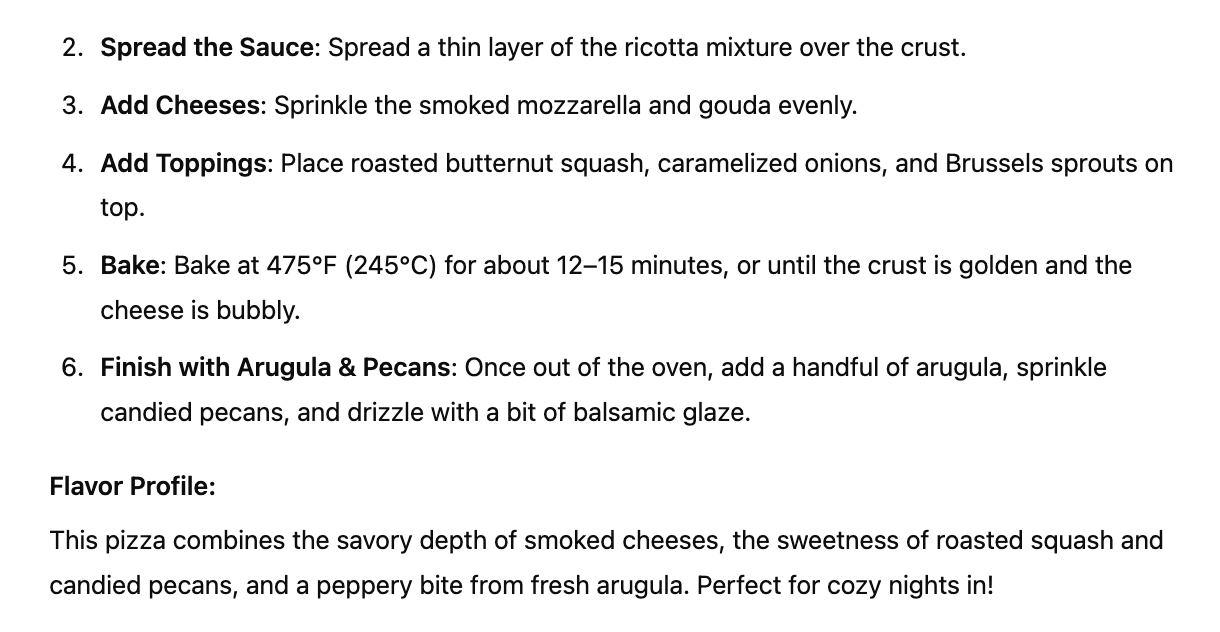 2. Spread the Sauce: Spread a thin layer of the ricotta mixture over the crust.
3. Add Cheeses: Sprinkle the smoked mozzarella and gouda evenly.
4. Add Toppings: Place roasted butternut squash, caramelized onions, and Brussels sprouts on
top.
5. Bake: Bake at 475°F (245°C) for about 12–15 minutes, or until the crust is golden and the
cheese is bubbly.
6. Finish with Arugula & Pecans: Once out of the oven, add a handful of arugula, sprinkle
candied pecans, and drizzle with a bit of balsamic glaze.
Flavor Profile:
This pizza combines the savory depth of smoked cheeses, the sweetness of roasted squash and
candied pecans, and a peppery bite from fresh arugula. Perfect for cozy nights in!